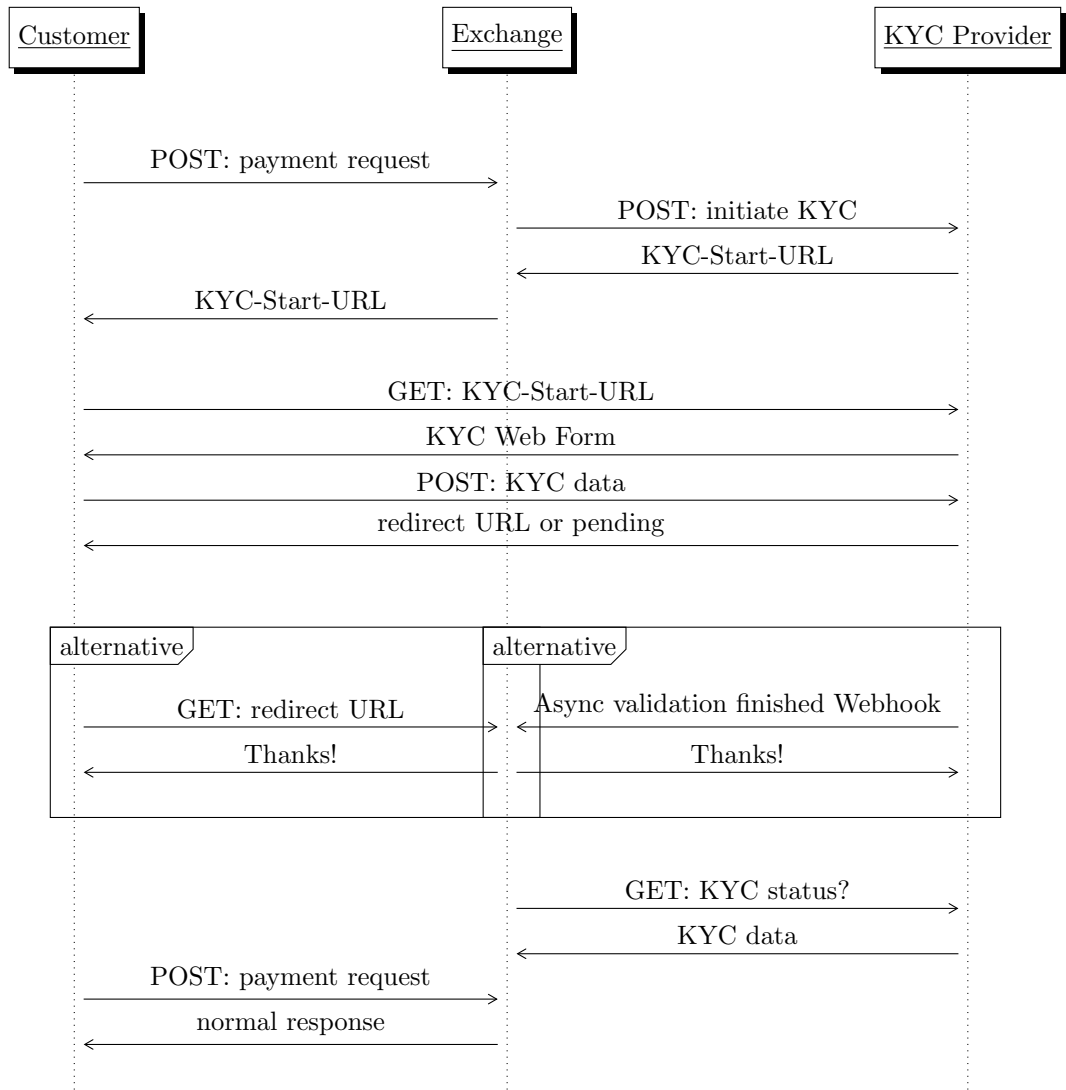 Customer
Exchange
KYC Provider
POST: payment request
POST: initiate KYC
KYC-Start-URL
KYC-Start-URL
GET: KYC-Start-URL
KYC Web Form
POST: KYC data
redirect URL or pending
alternative
alternative
GET: redirect URL
Async validation finished Webhook
Thanks!
Thanks!
GET: KYC status?
KYC data
POST: payment request
normal response